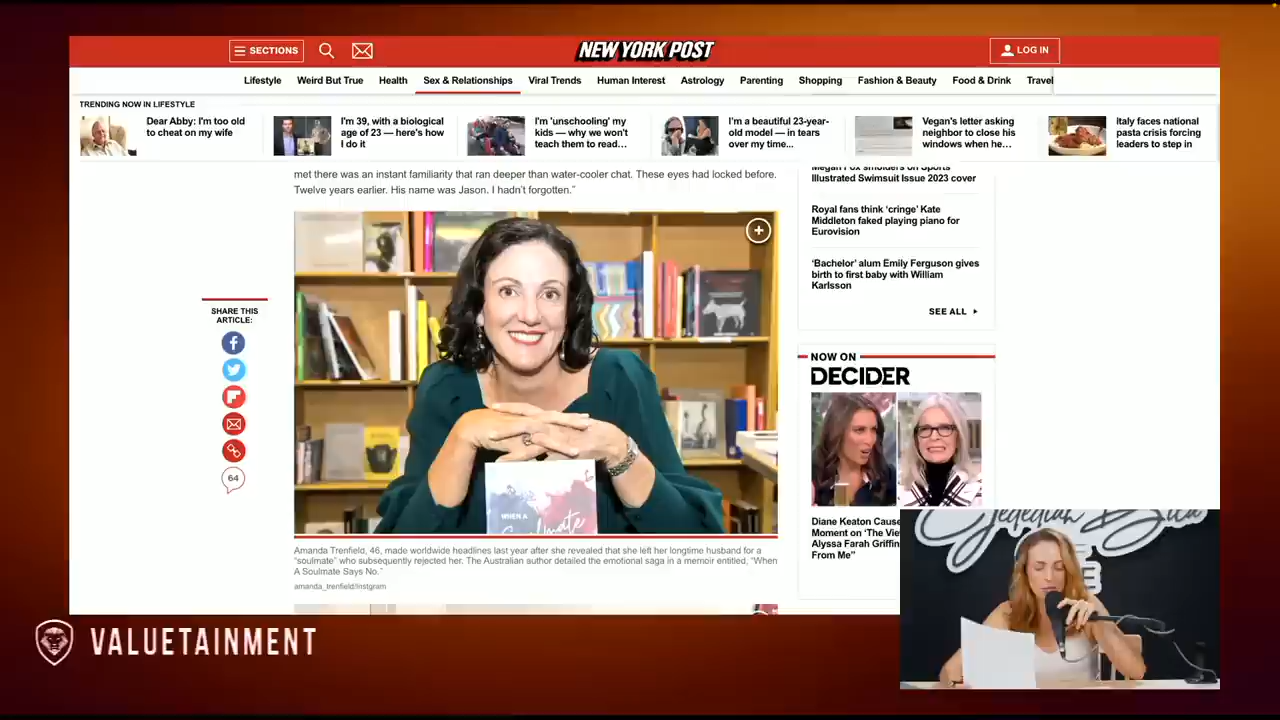 SECTIONS
NEW YORK POST
LOG IN
Lifestyle Weird But True Health Sex & Relationships Viral Trends Human Interest Astrology Parenting Shopping Fashion & Beauty Food & Drink Travel
TRENDING NOW IN LIFESTYLE
Dear Abby: I'm too old
to cheat on my wife
I'm 39, with a biological
age of 23 — here's how
I do it
I'm 'unschooling' my
kids — why we won't
teach them to read...
I'm a beautiful 23-year-
old model — in tears
over my time...
Vegan's letter asking
neighbor to close his
windows when he...
Italy faces national
pasta crisis forcing
leaders to step in
met there was an instant familiarity that ran deeper than water-cooler chat. These eyes had locked before.
Twelve years earlier. His name was Jason. I hadn't forgotten."
SHARE THIS
ARTICLE:
64
WHEN A
Soulmate
Amanda Trenfield, 46, made worldwide headlines last year after she revealed that she left her longtime husband for a
"soulmate" who subsequently rejected her. The Australian author detailed the emotional saga in a memoir entitled, "When
A Soulmate Says No."
amanda_trenfield/Instgram
Megan Fox smolders on Sports
Illustrated Swimsuit Issue 2023 cover
Royal fans think 'cringe' Kate
Middleton faked playing piano for
Eurovision
'Bachelor' alum Emily Ferguson gives
birth to first baby with William
Karlsson
SEE ALL
NOW ON
DECIDER
Diane Keaton Cause
Moment on 'The Vie
Alyssa Farah Griffin
From Me"
Jedediah Bila
VALUETAINMENT